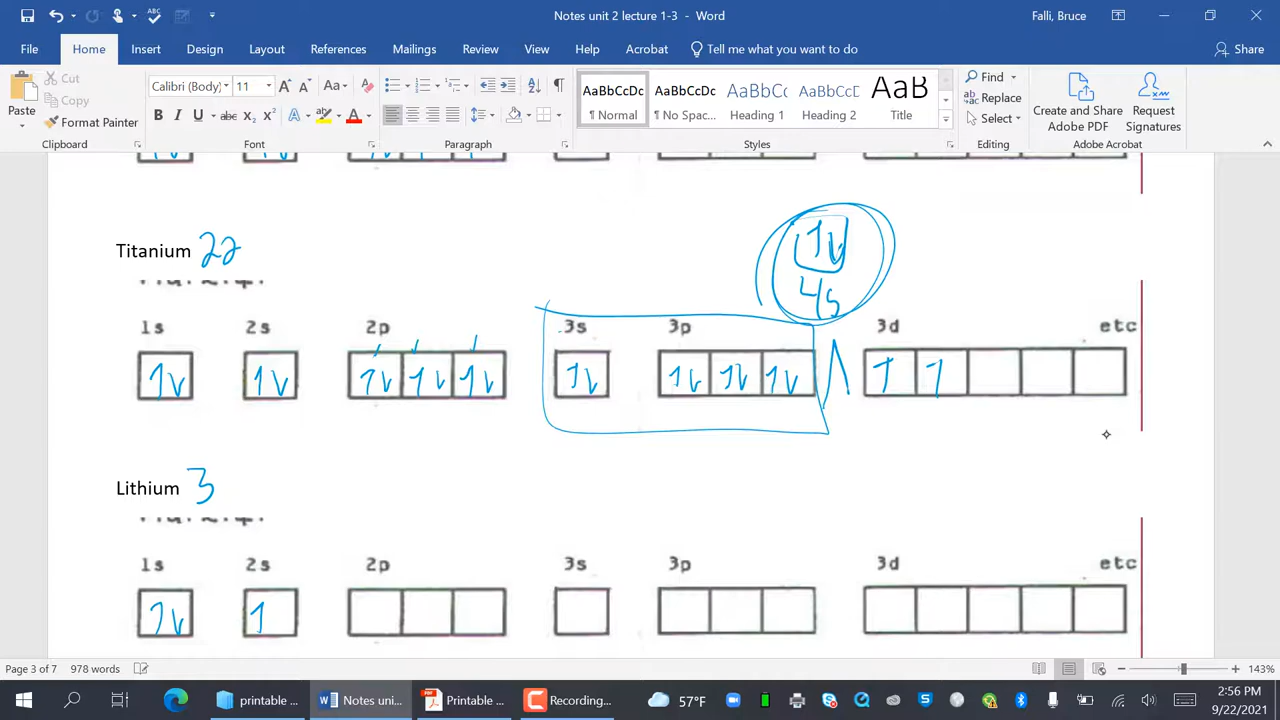 Notes unit 2 lecture 1-3 - Word
Falli, Bruce
File Home Insert Design Layout References Mailings Review View Help Acrobat Tell me what you want to do Share
Cut
Copy
Format Painter
Paste
Calibri (Body) 11
Aa
B I U abc x₂ x²
AaBbCcDc AaBbCcDc AaBbCc AaBbCcD AaB
¶ Normal ¶ No Spac... Heading 1 Heading 2 Title
Find
Replace
Select
Create and Share Adobe PDF
Request Signatures
Clipboard Font Paragraph Styles Editing Adobe Acrobat
4s
Titanium 22
1s 2s 2p 3s 3p 3d etc
Lithium 3
1s 2s 2p 3s 3p 3d etc
Page 3 of 7 978 words 143%
printable ... Notes uni... Printable ... Recording... 57°F
2:56 PM
9/22/2021